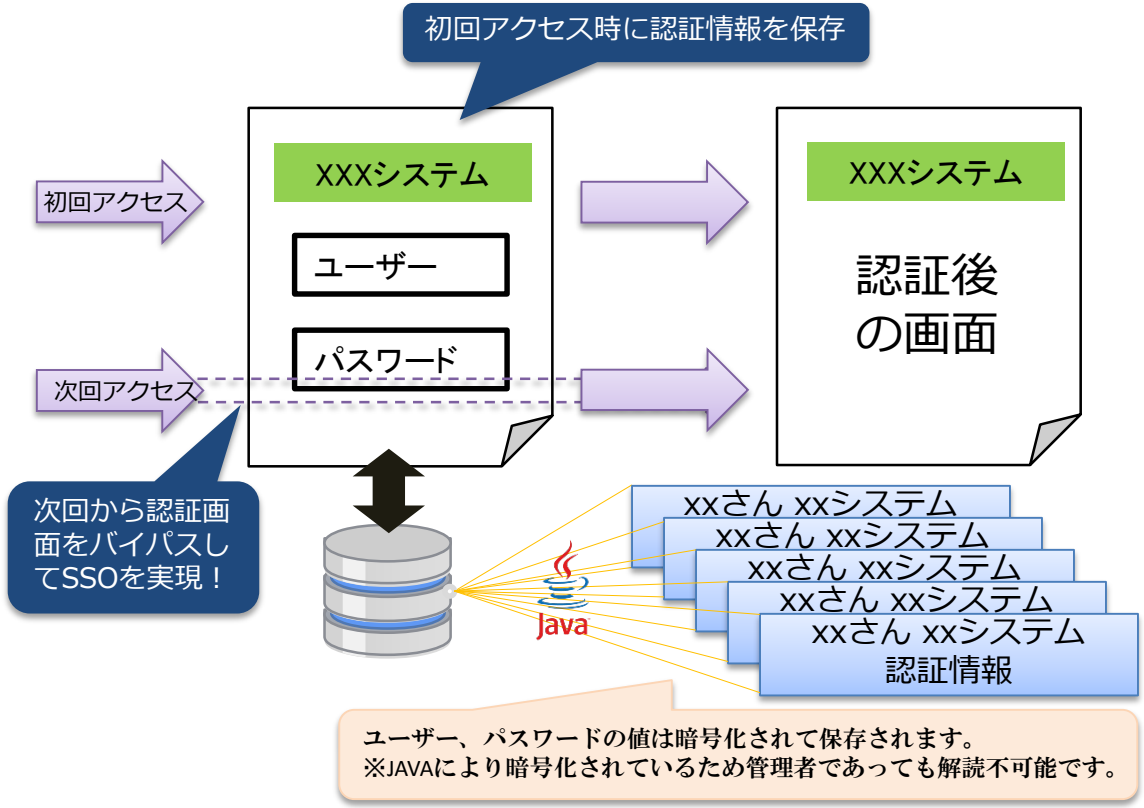 初回アクセス時に認証情報を保存
XXXシステム
XXXシステム
初回アクセス
ユーザー
認証後
の画面
パスワード
次回アクセス
次回から認証画
面をバイパスし
てSSOを実現！
xxさん xxシステム
xxさん xxシステム
xxさん xxシステム
xxさん xxシステム
xxさん xxシステム
認証情報
Java
ユーザー、パスワードの値は暗号化されて保存されます。
※JAVAにより暗号化されているため管理者であっても解読不可能です。